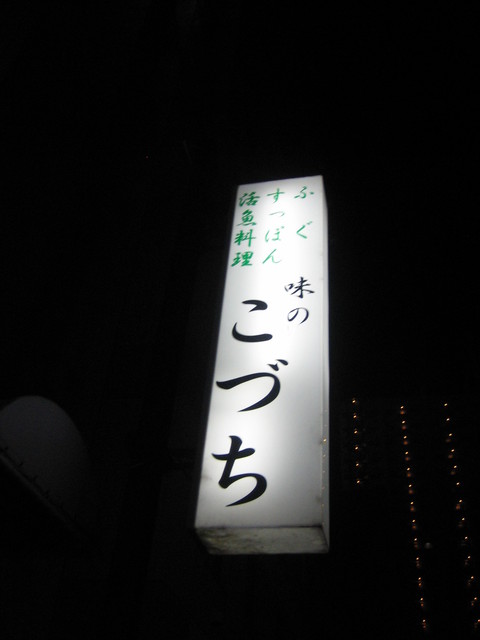 ふぐ
すっぽん
活魚料理
味の
こづち